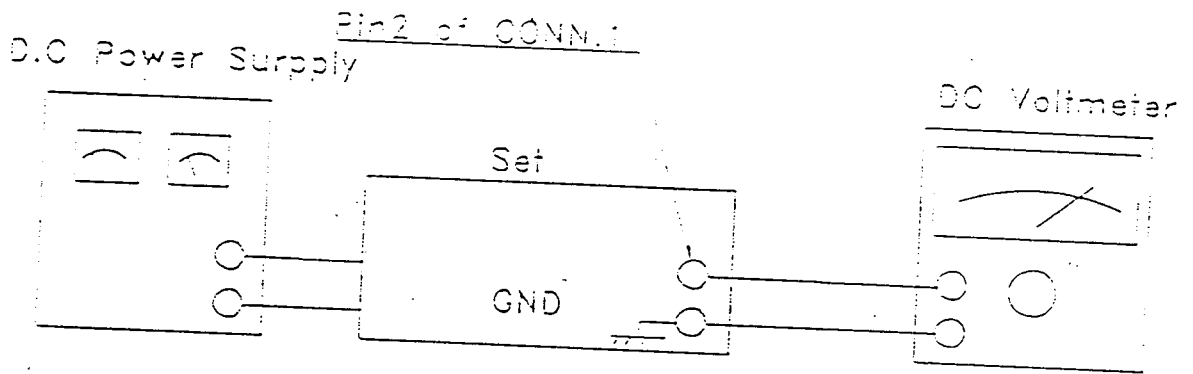 Pin2 of CONN.1
D.C Power Surpply
DC Voltmeter
Set
GND